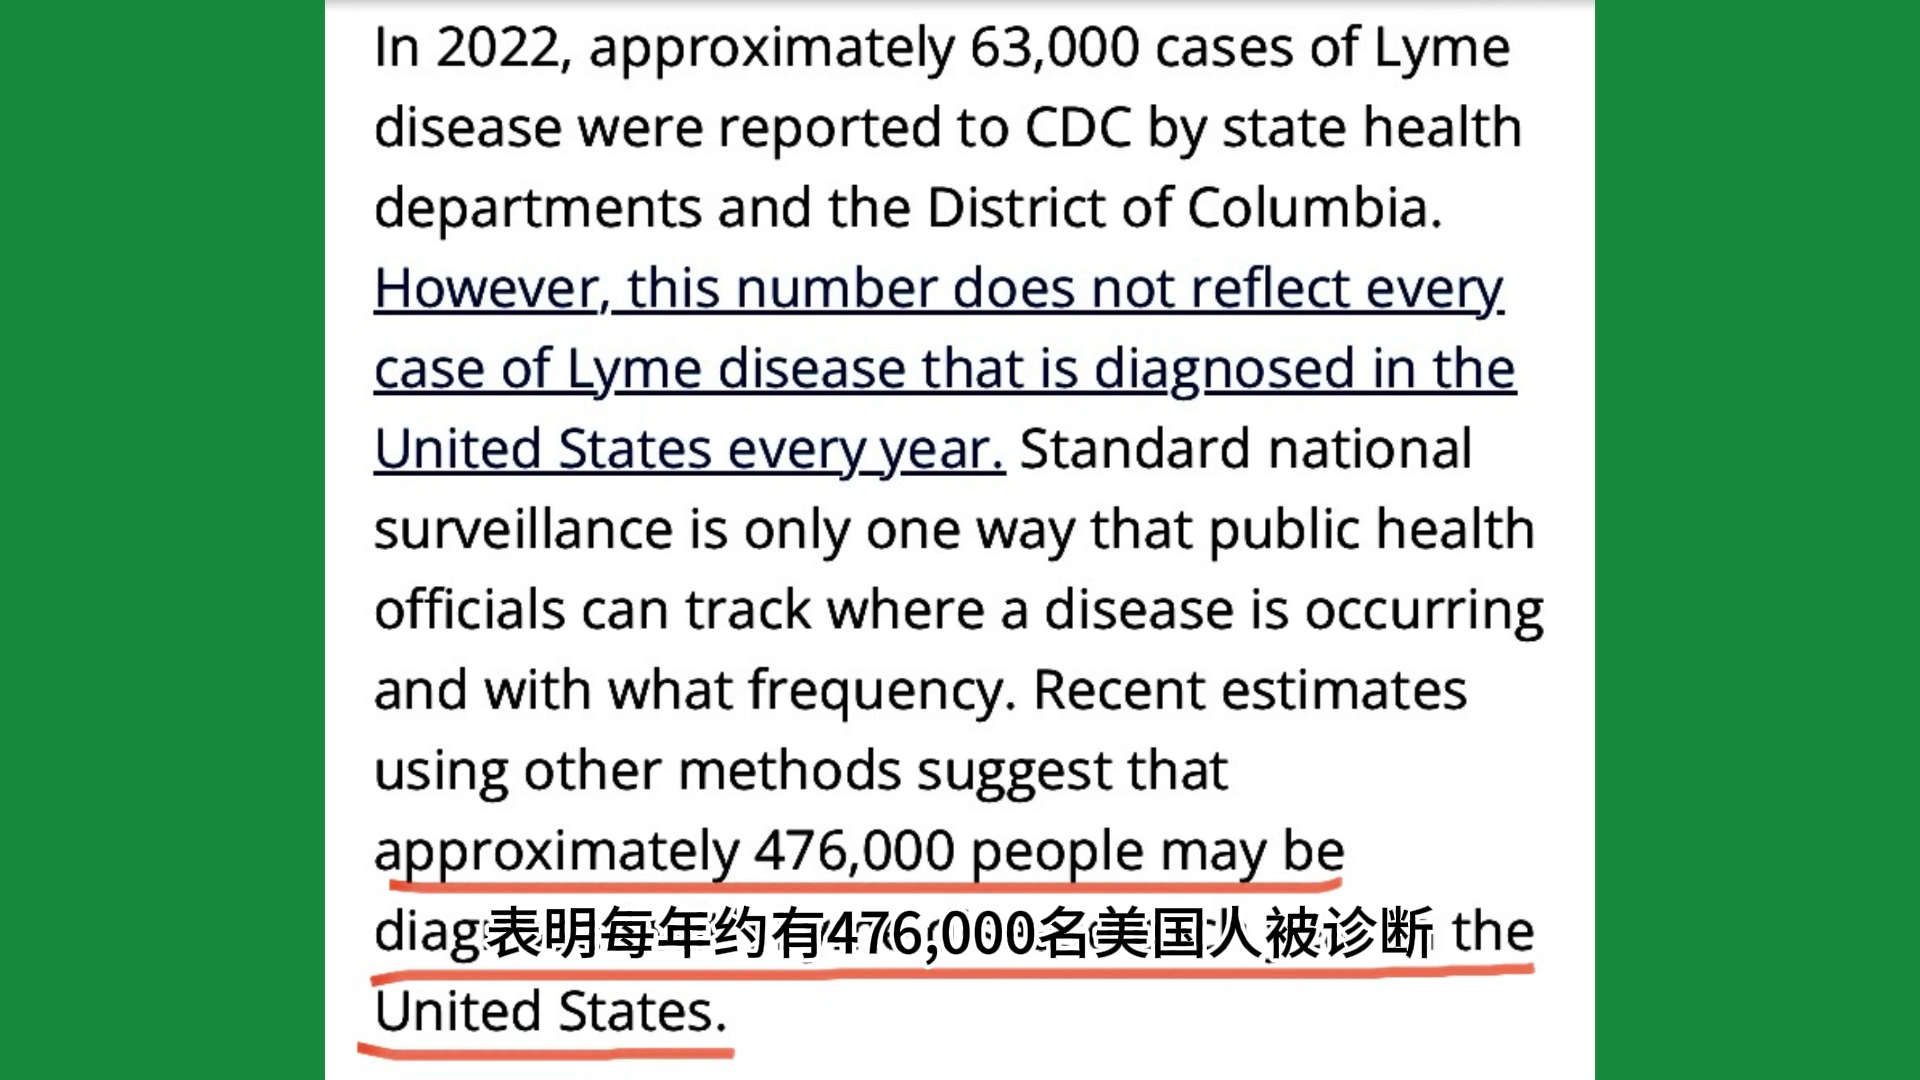 In 2022, approximately 63,000 cases of Lyme
disease were reported to CDC by state health
departments and the District of Columbia.
However, this number does not reflect every
case of Lyme disease that is diagnosed in the
United States every year. Standard national
surveillance is only one way that public health
officials can track where a disease is occurring
and with what frequency. Recent estimates
using other methods suggest that
approximately 476,000 people may be
the
表明每年约有476,000名美国人被诊断
United States.